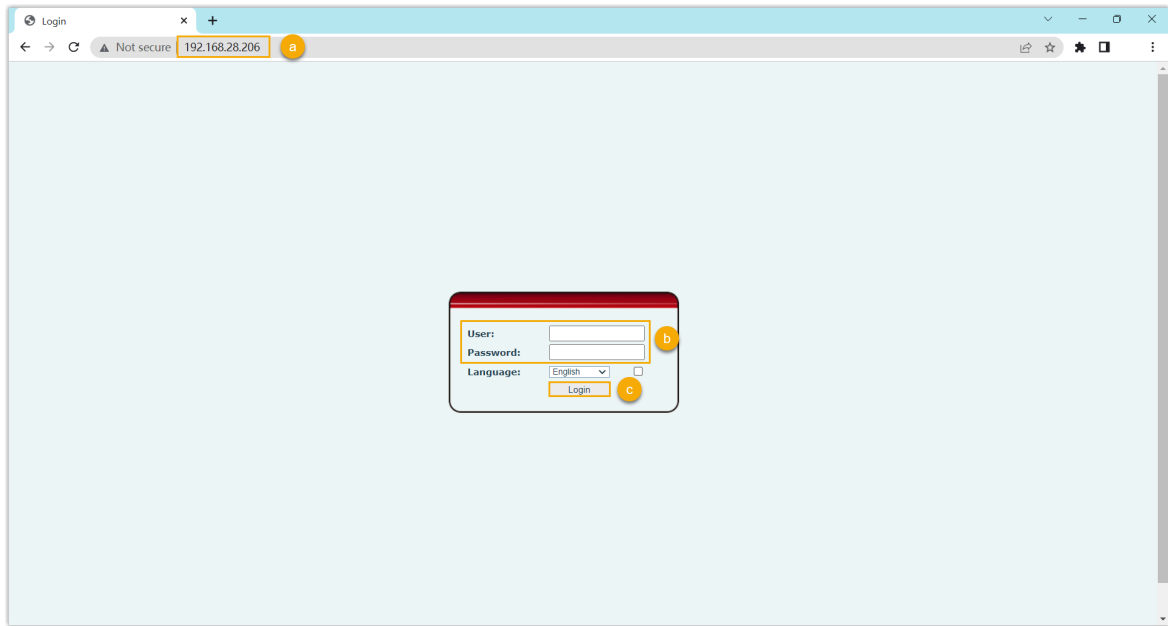 Login
Not secure 192.168.28.206 a
User:
Password:
b
Language: English
Login c